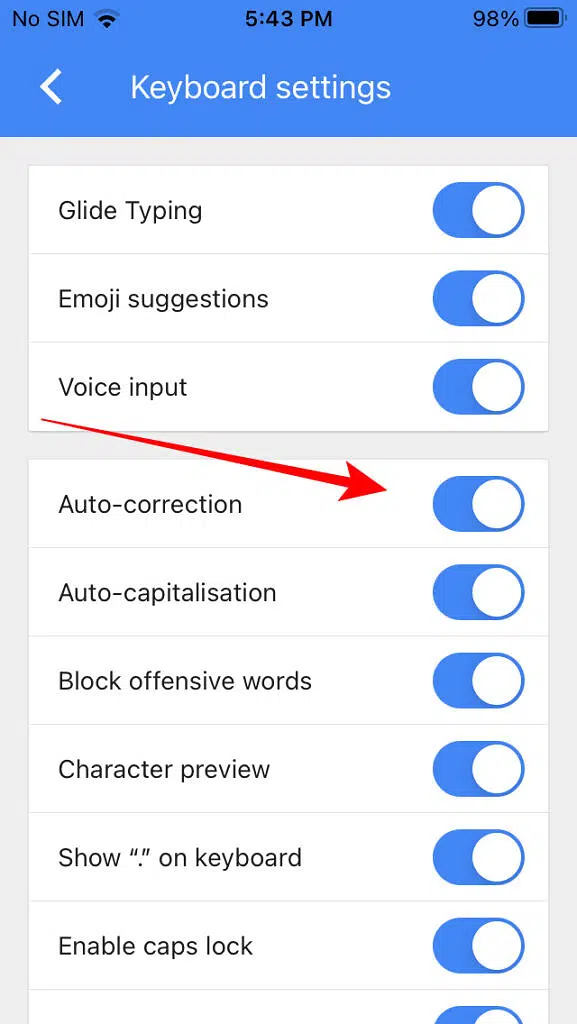 No SIM 5:43 PM 98%
Keyboard settings
Glide Typing
Emoji suggestions
Voice input
Auto-correction
Auto-capitalisation
Block offensive words
Character preview
Show “.” on keyboard
Enable caps lock